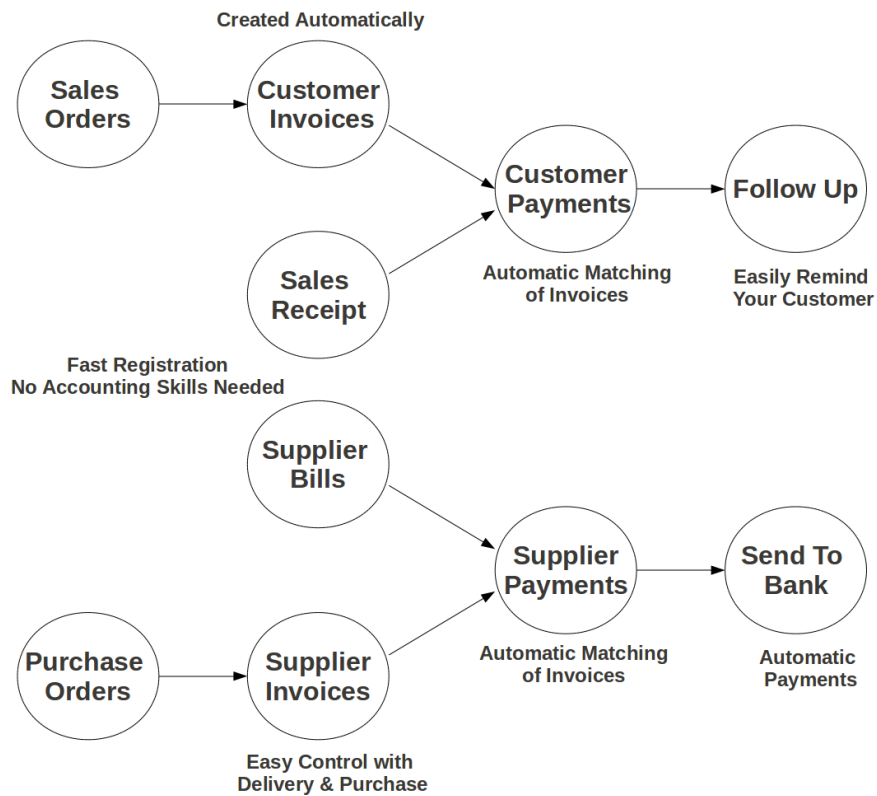 Created Automatically
Sales
Orders
Customer
Invoices
Customer
Payments
Follow Up
Automatic Matching
of Invoices
Easily Remind
Your Customer
Sales
Receipt
Fast Registration
No Accounting Skills Needed
Supplier
Bills
Supplier
Payments
Send To
Bank
Automatic Matching
of Invoices
Automatic
Payments
Purchase
Orders
Supplier
Invoices
Easy Control with
Delivery & Purchase